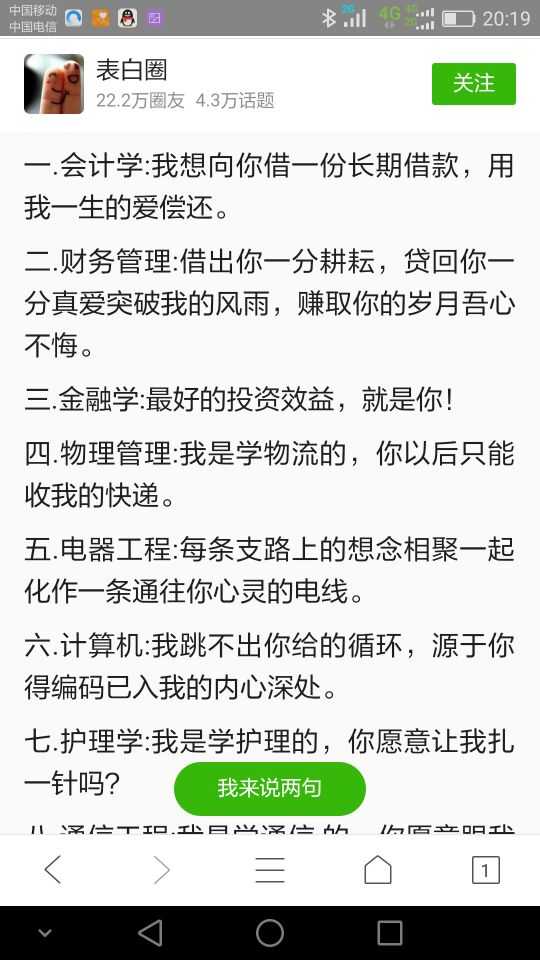 中国移动
中国电信
2G
4G
4G
2G
20:19
表白圈
22.2万圈友 4.3万话题
关注
一.会计学:我想向你借一份长期借款，用
我一生的爱偿还。
二.财务管理:借出你一分耕耘，贷回你一
分真爱突破我的风雨，赚取你的岁月吾心
不悔。
三.金融学:最好的投资效益，就是你！
四.物理管理:我是学物流的，你以后只能
收我的快递。
五.电器工程:每条支路上的想念相聚一起
化作一条通往你心灵的电线。
六.计算机:我跳不出你给的循环，源于你
得编码已入我的内心深处。
七.护理学:我是学护理的，你愿意让我扎
一针吗?
我来说两句
八.通信工程:我是学通信的，你愿意跟我
1